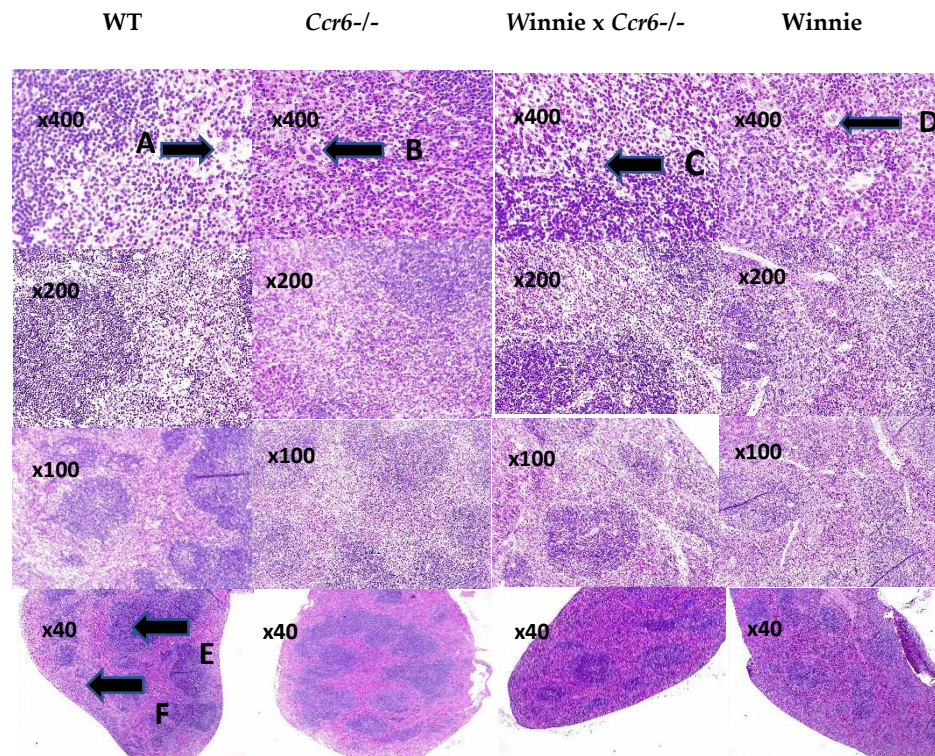 WT Ccr6-/- Winnie x Ccr6-/- Winnie
x400 x400 x400 x400
A B C D
x200 x200 x200 x200
x100 x100 x100 x100
x40 x40 x40 x40
E
F